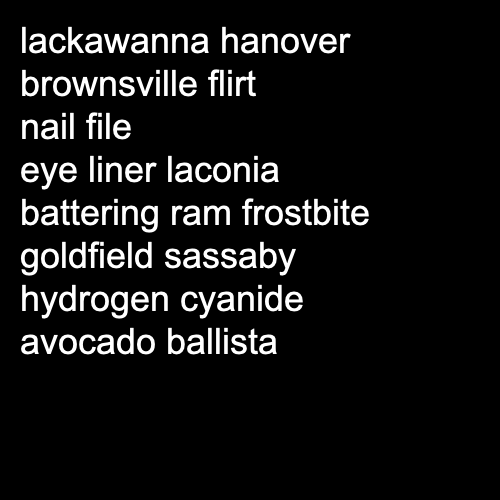 lackawanna hanover
brownsville flirt
nail file
eye liner laconia
battering ram frostbite
goldfield sassaby
hydrogen cyanide
avocado ballista